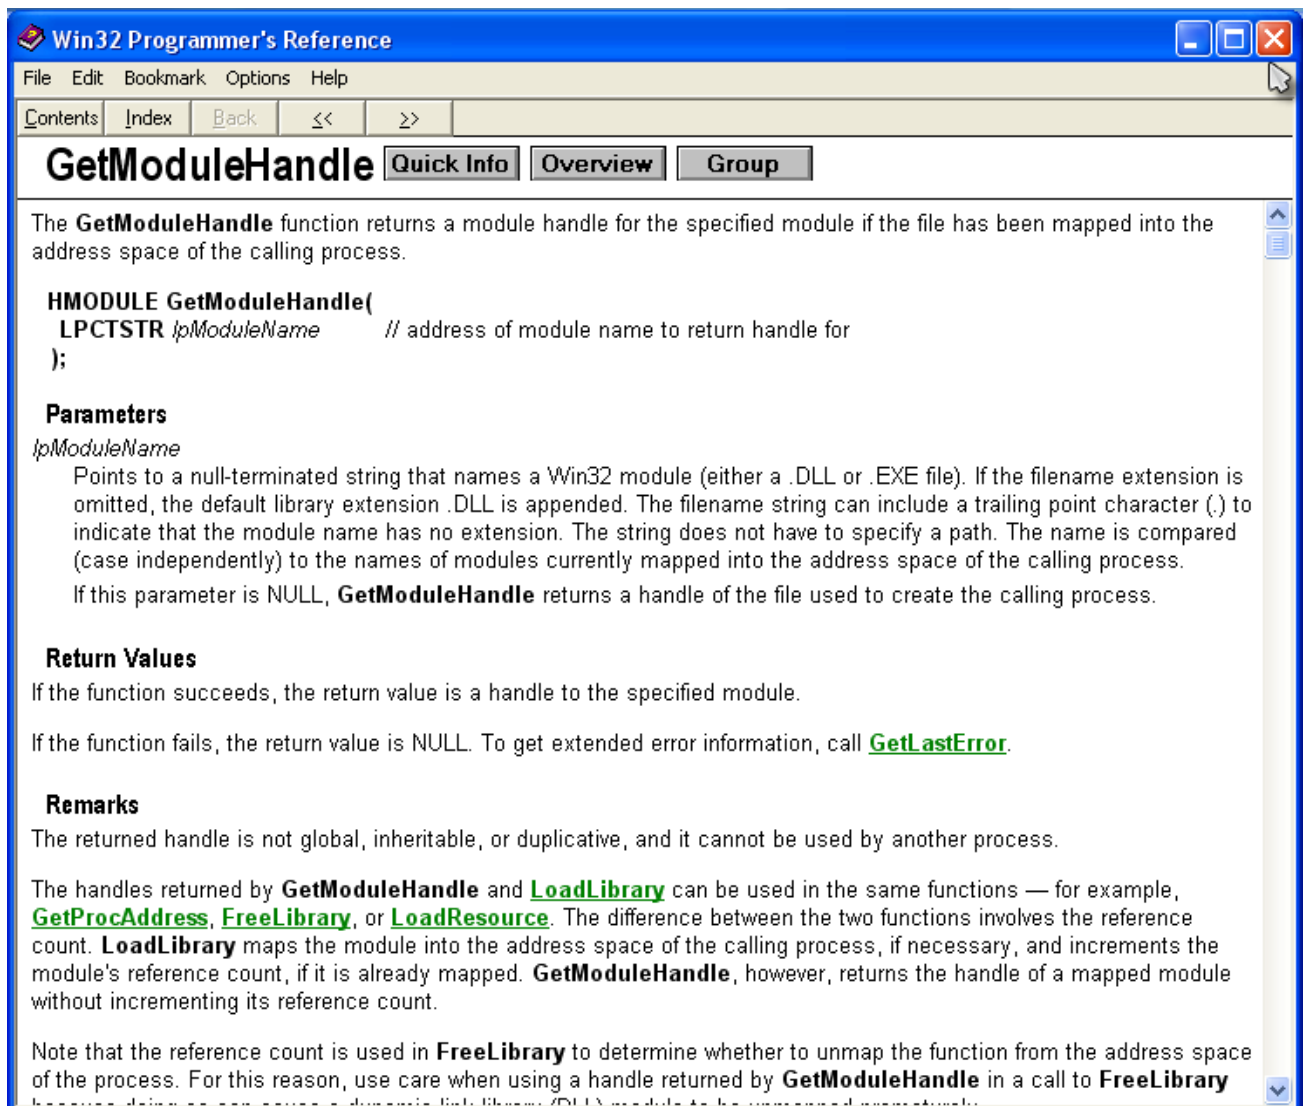 Win32 Programmer's Reference
File Edit Bookmark Options Help
Contents Index Back << >>
GetModuleHandle Quick Info Overview Group
The GetModuleHandle function returns a module handle for the specified module if the file has been mapped into the
address space of the calling process.
HMODULE GetModuleHandle(
LPCTSTR lpModuleName // address of module name to return handle for
);
Parameters
lpModuleName
Points to a null-terminated string that names a Win32 module (either a .DLL or .EXE file). If the filename extension is
omitted, the default library extension .DLL is appended. The filename string can include a trailing point character (.) to
indicate that the module name has no extension. The string does not have to specify a path. The name is compared
(case independently) to the names of modules currently mapped into the address space of the calling process.
If this parameter is NULL, GetModuleHandle returns a handle of the file used to create the calling process.
Return Values
If the function succeeds, the return value is a handle to the specified module.
If the function fails, the return value is NULL. To get extended error information, call GetLastError.
Remarks
The returned handle is not global, inheritable, or duplicative, and it cannot be used by another process.
The handles returned by GetModuleHandle and LoadLibrary can be used in the same functions — for example,
GetProcAddress, FreeLibrary, or LoadResource. The difference between the two functions involves the reference
count. LoadLibrary maps the module into the address space of the calling process, if necessary, and increments the
module's reference count, if it is already mapped. GetModuleHandle, however, returns the handle of a mapped module
without incrementing its reference count.
Note that the reference count is used in FreeLibrary to determine whether to unmap the function from the address space
of the process. For this reason, use care when using a handle returned by GetModuleHandle in a call to FreeLibrary
because doing so can cause a dynamic-link library (DLL) module to be unmapped prematurely.